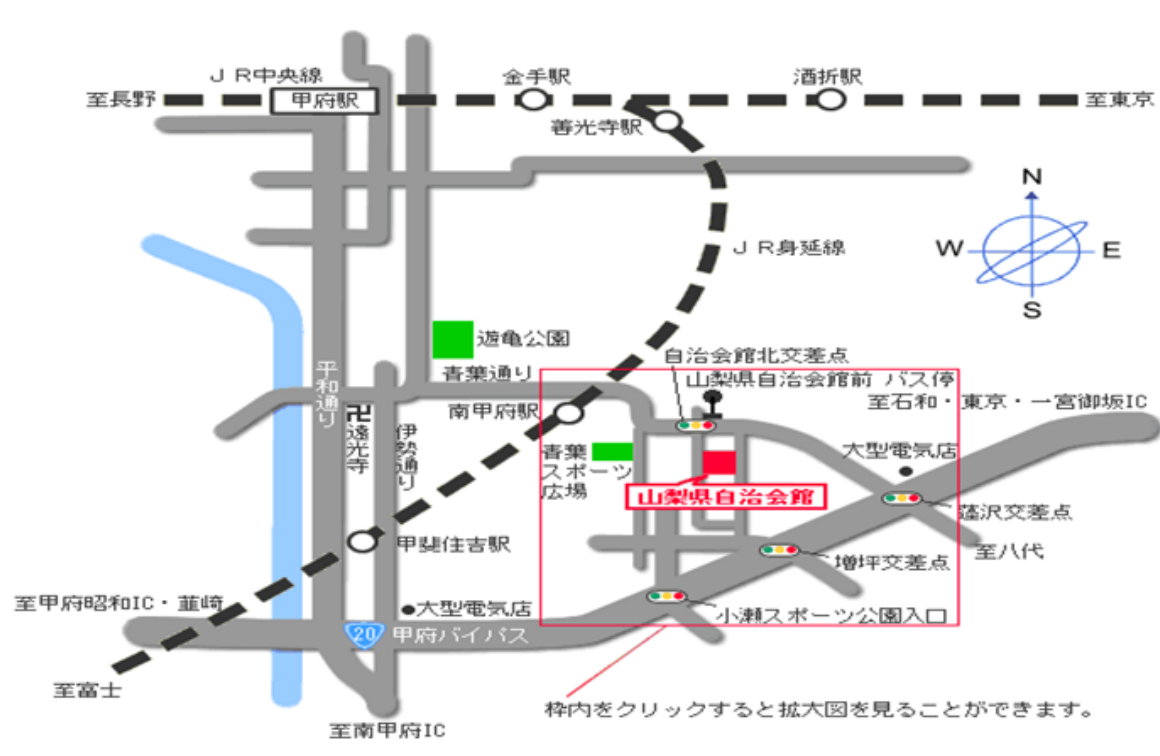 JR中央線
金手駅
酒折駅
至長野
甲府駅
至東京
善光寺駅
N
JR身延線
W
E
S
遊亀公園
自治会館北交差点
青葉通り
山梨県自治会館前 バス停
平和通り
至石和・東京・一宮御坂IC
南甲府駅
卍
遠光寺
伊勢通り
大型電気店
青葉
スポーツ
広場
山梨県自治会館
蓬沢交差点
甲斐住吉駅
至八代
増坪交差点
至甲府昭和IC・韮崎
大型電気店
小瀬スポーツ公園入口
20
甲府バイパス
至富士
枠内をクリックすると拡大図を見ることができます。
至南甲府IC